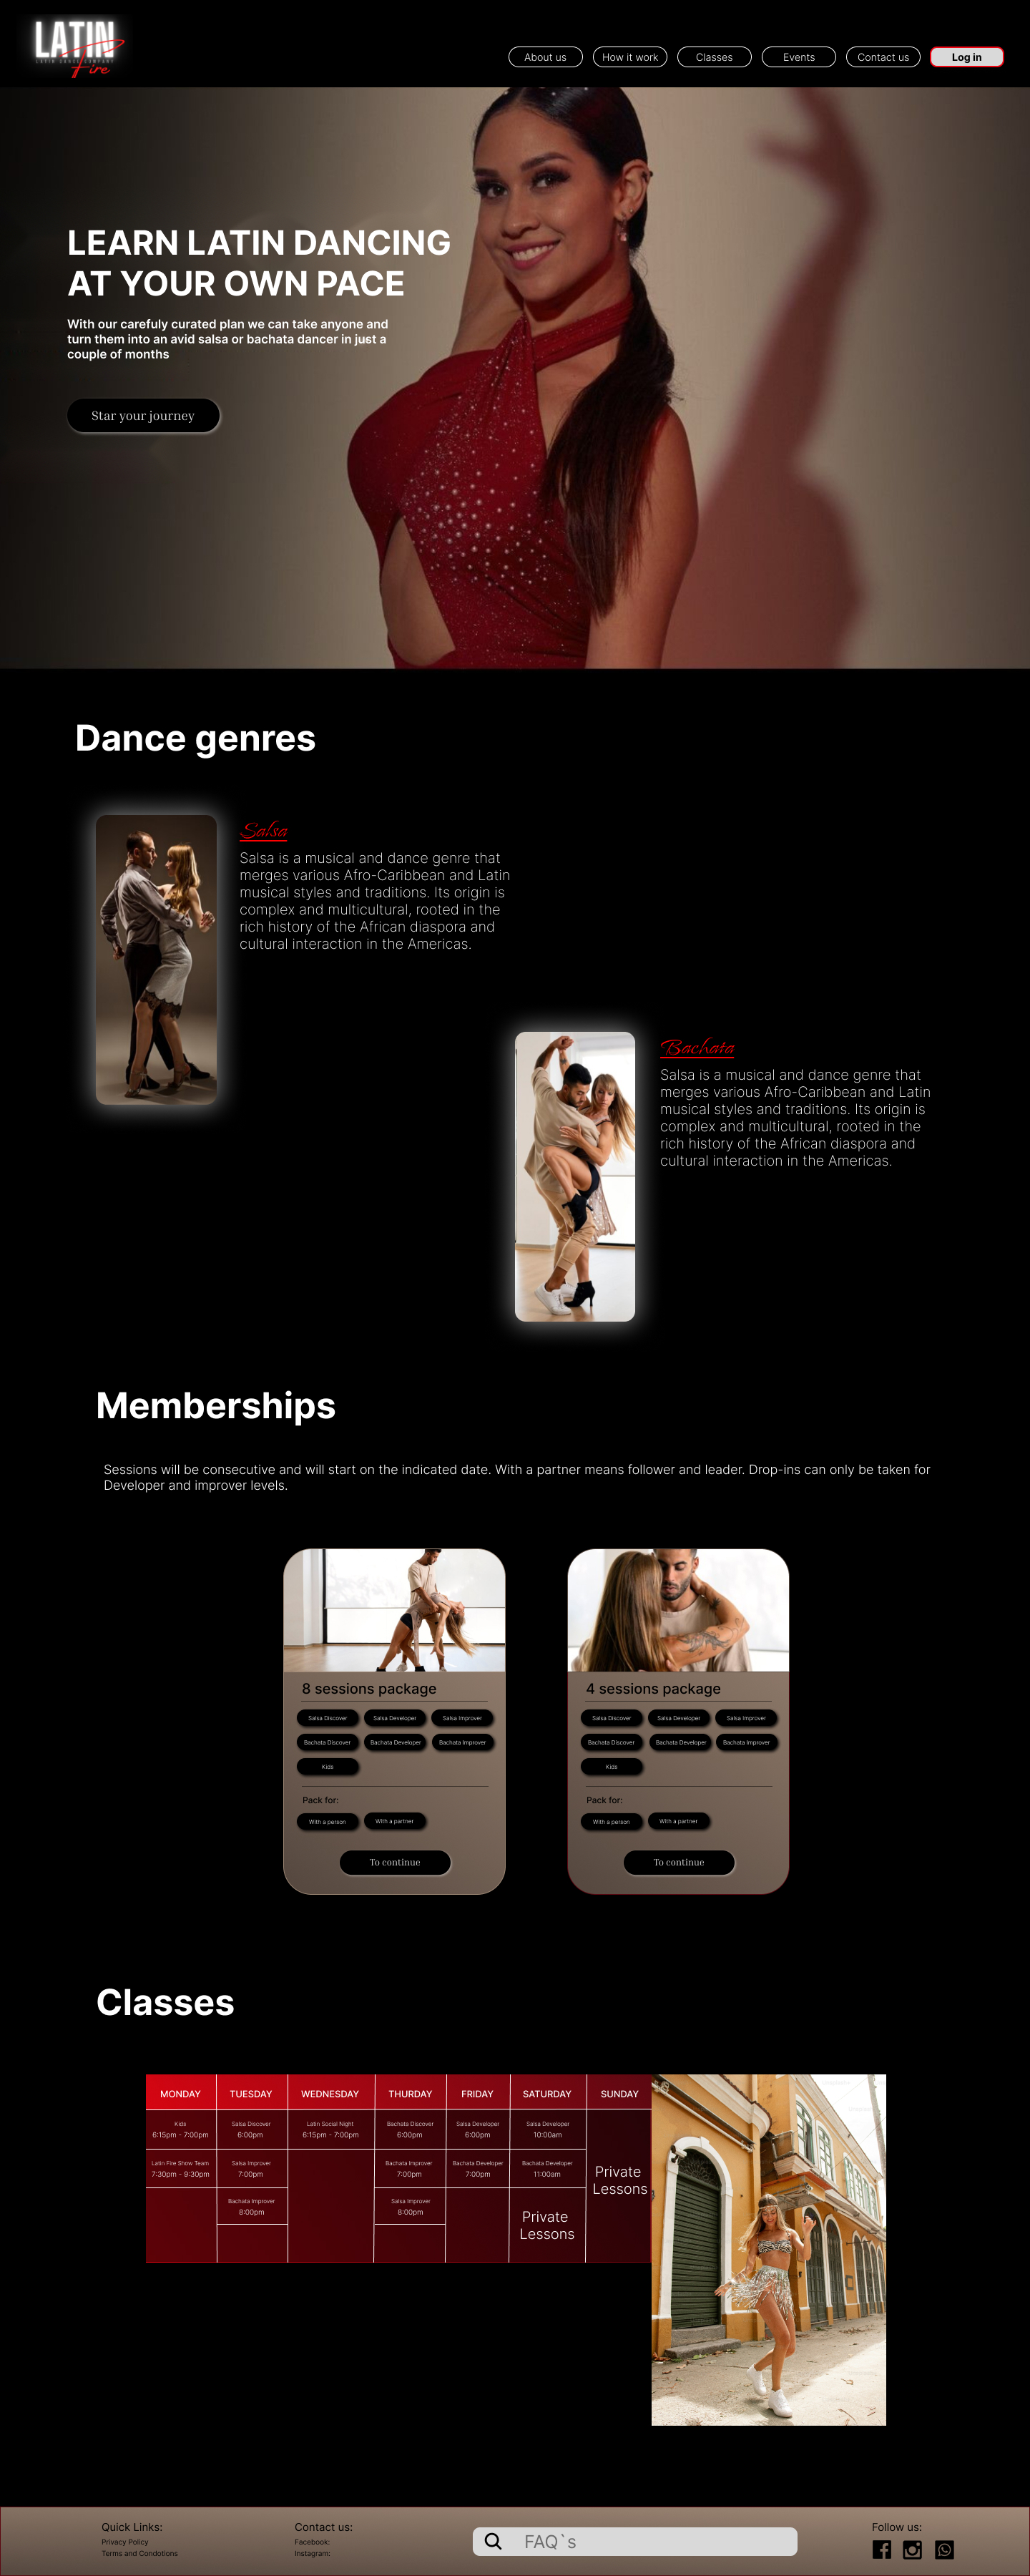 LATIN
LATIN DANCE COMPANY
Fire
About us
How it work
Classes
Events
Contact us
Log in
LEARN LATIN DANCING
AT YOUR OWN PACE
With our carefuly curated plan we can take anyone and
turn them into an avid salsa or bachata dancer in just a
couple of months
Star your journey
Dance genres
Salsa
Salsa is a musical and dance genre that
merges various Afro-Caribbean and Latin
musical styles and traditions. Its origin is
complex and multicultural, rooted in the
rich history of the African diaspora and
cultural interaction in the Americas.
Bachata
Salsa is a musical and dance genre that
merges various Afro-Caribbean and Latin
musical styles and traditions. Its origin is
complex and multicultural, rooted in the
rich history of the African diaspora and
cultural interaction in the Americas.
Memberships
Sessions will be consecutive and will start on the indicated date. With a partner means follower and leader. Drop-ins can only be taken for
Developer and improver levels.
8 sessions package
Salsa Discover
Salsa Developer
Salsa Improver
Bachata Discover
Bachata Developer
Bachata Improver
Kids
Pack for:
With a person
With a partner
To continue
4 sessions package
Salsa Discover
Salsa Developer
Salsa Improver
Bachata Discover
Bachata Developer
Bachata Improver
Kids
Pack for:
With a person
With a partner
To continue
Classes
MONDAY
TUESDAY
WEDNESDAY
THURDAY
FRIDAY
SATURDAY
SUNDAY
Kids
6:15pm - 7:00pm
Salsa Discover
6:00pm
Latin Social Night
6:15pm - 7:00pm
Bachata Discover
6:00pm
Salsa Developer
6:00pm
Salsa Developer
10:00am
Latin Fire Show Team
7:30pm - 9:30pm
Salsa Improver
7:00pm
Bachata Improver
7:00pm
Bachata Developer
7:00pm
Bachata Developer
11:00am
Private
Lessons
Bachata Improver
8:00pm
Salsa Improver
8:00pm
Private
Lessons
Quick Links:
Privacy Policy
Terms and Condotions
Contact us:
Facebook:
Instagram:
FAQ`s
Follow us: